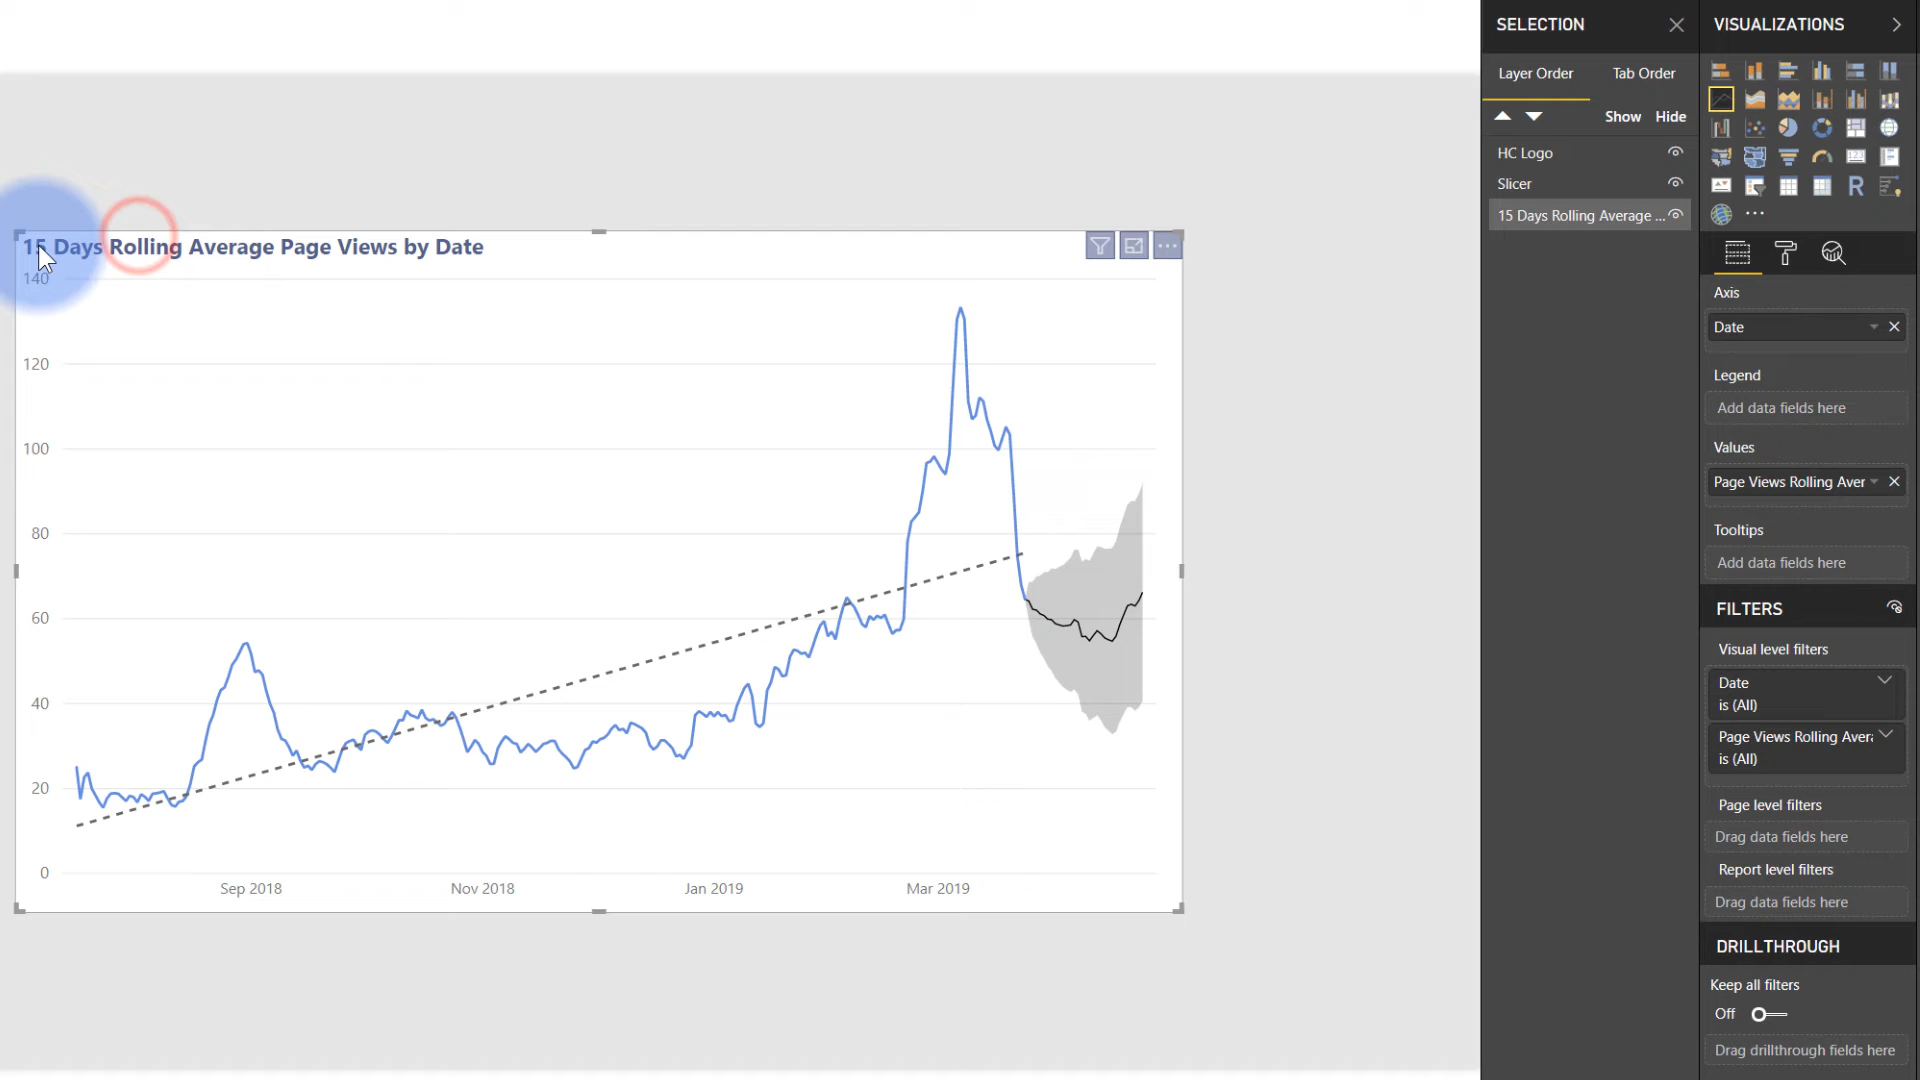 SELECTION
Layer Order Tab Order
Show Hide
HC Logo
Slicer
15 Days Rolling Average ...
15 Days Rolling Average Page Views by Date
140
120
100
80
60
40
20
0
Sep 2018 Nov 2018 Jan 2019 Mar 2019
VISUALIZATIONS
123
R
Axis
Date
Legend
Add data fields here
Values
Page Views Rolling Aver
Tooltips
Add data fields here
FILTERS
Visual level filters
Date
is (All)
Page Views Rolling Avera
is (All)
Page level filters
Drag data fields here
Report level filters
Drag data fields here
DRILLTHROUGH
Keep all filters
Off
Drag drillthrough fields here